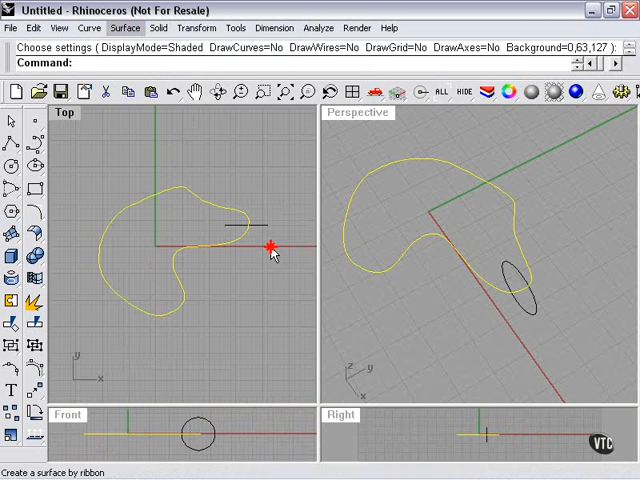 Untitled - Rhinoceros (Not For Resale)
File Edit View Curve Surface Solid Transform Tools Dimension Analyze Render Help
Choose settings ( DisplayMode=Shaded DrawCurves=No DrawWires=No DrawGrid=No DrawAxes=No Background=0,63,127 ):
Command:
ALL HIDE
Top
Perspective
T
y
x
z
y
x
Front
Right
VTC
Create a surface by ribbon